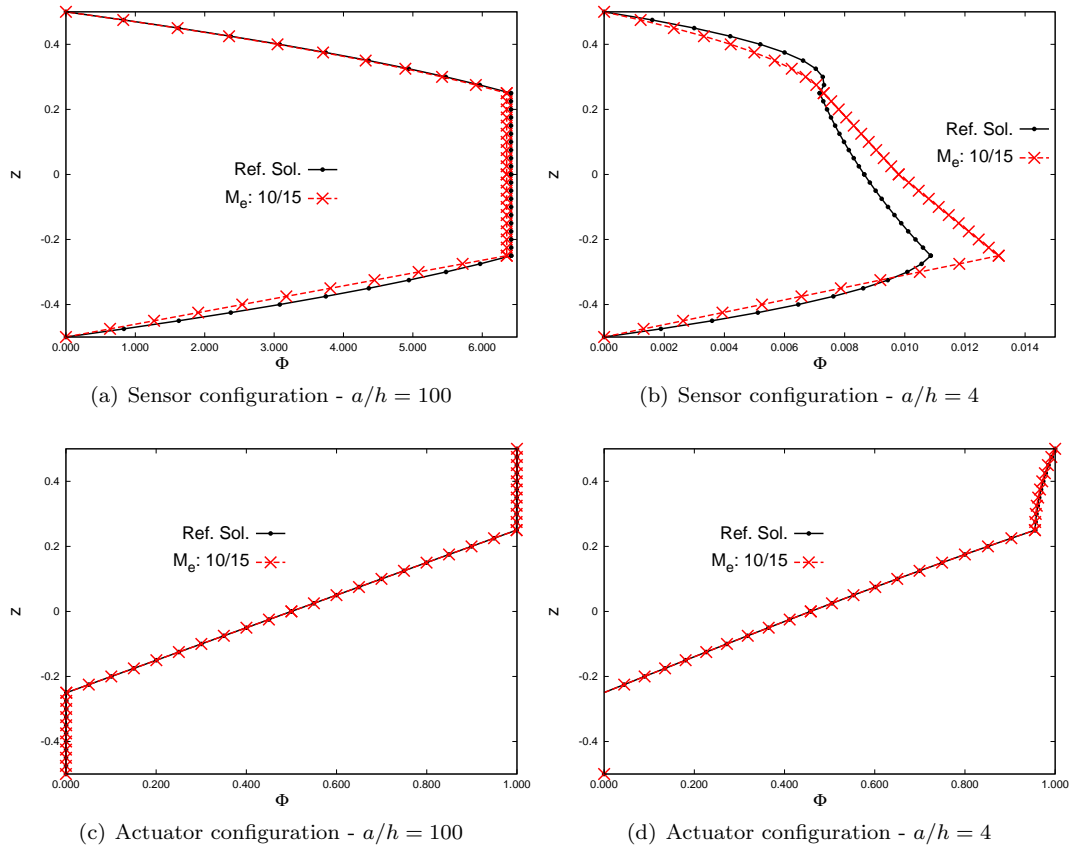 0.4
0.2
0
-0.2
-0.4
z
Ref. Sol.
Me: 10/15
0.000 1.000 2.000 3.000 4.000 5.000 6.000
Φ
(a) Sensor configuration - a/h = 100
0.4
0.2
0
-0.2
-0.4
z
Ref. Sol.
Me: 10/15
0.000 0.002 0.004 0.006 0.008 0.010 0.012 0.014
Φ
(b) Sensor configuration - a/h = 4
0.4
0.2
0
-0.2
-0.4
z
Ref. Sol.
Me: 10/15
0.000 0.200 0.400 0.600 0.800 1.000
Φ
(c) Actuator configuration - a/h = 100
0.4
0.2
0
-0.2
-0.4
z
Ref. Sol.
Me: 10/15
0.000 0.200 0.400 0.600 0.800 1.000
Φ
(d) Actuator configuration - a/h = 4